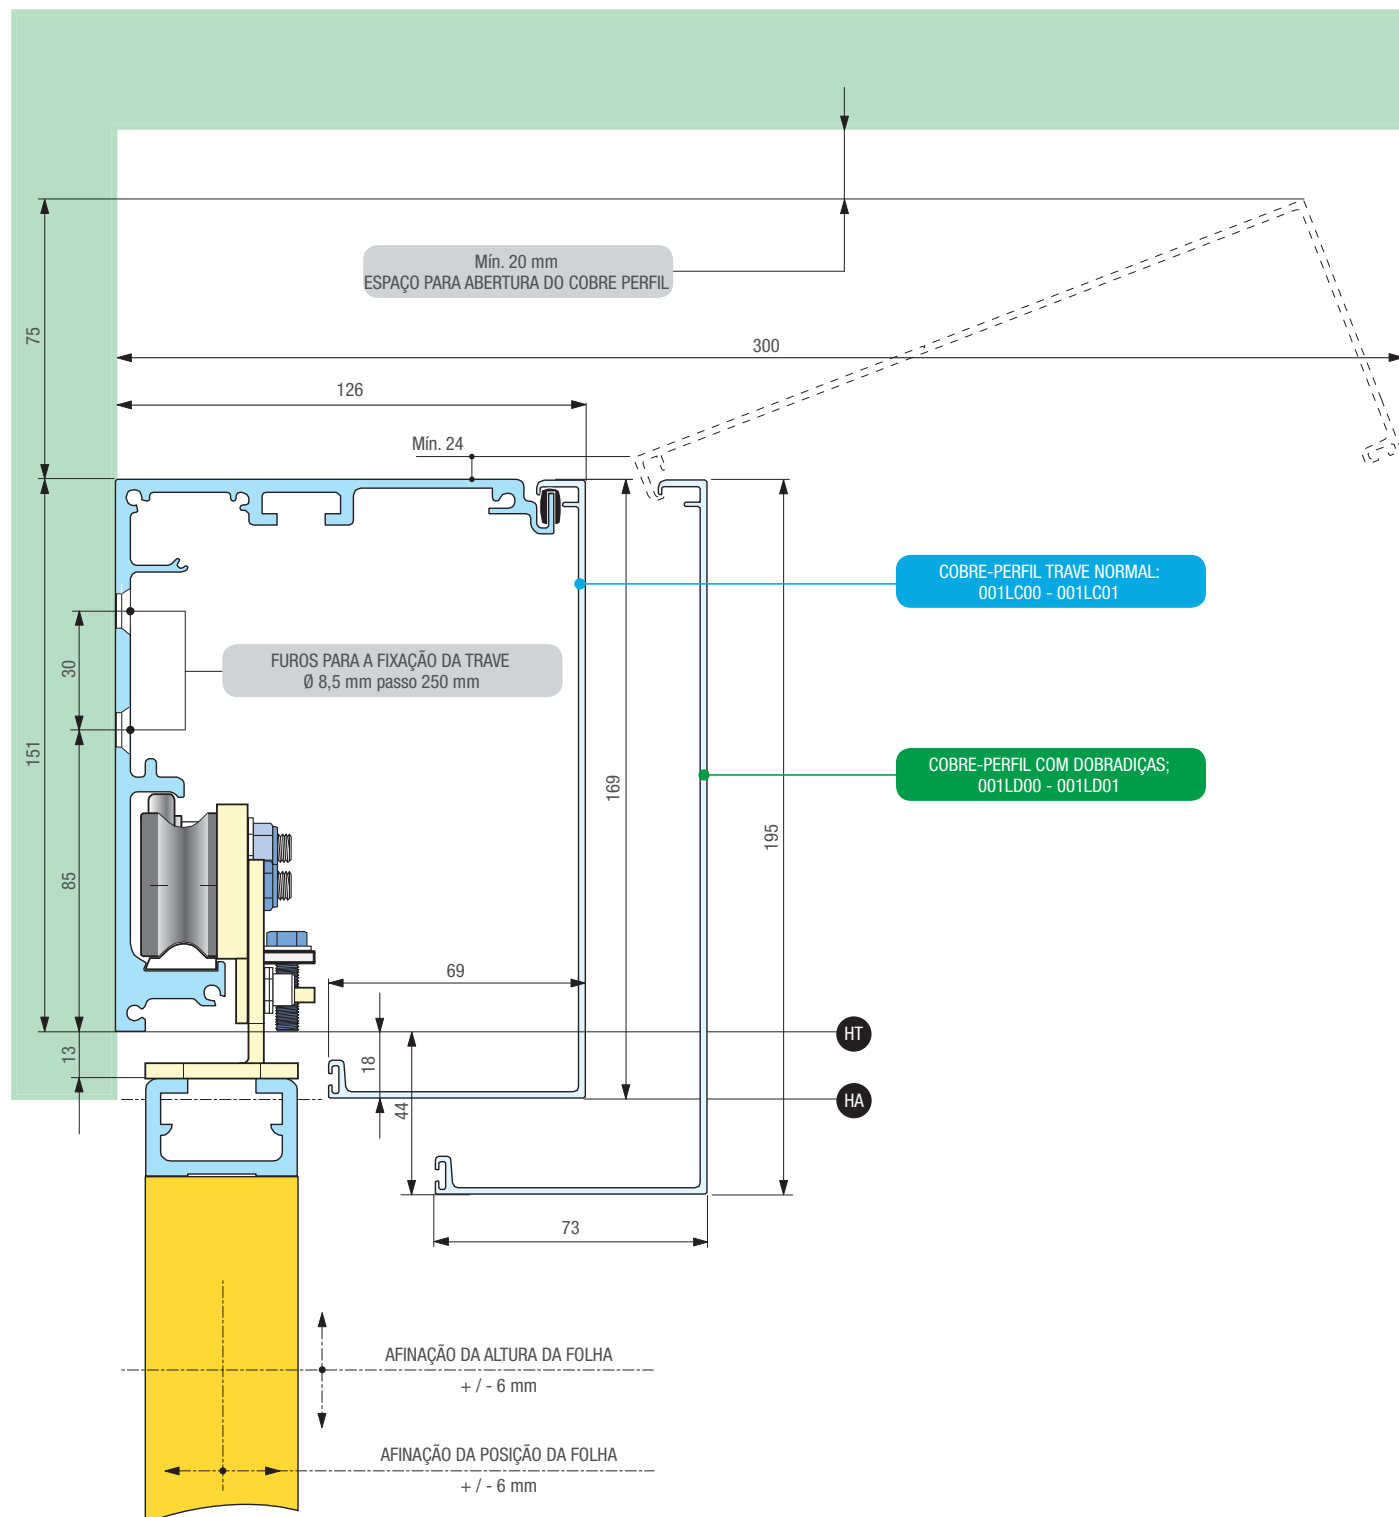 Mín. 20 mm
ESPAÇO PARA ABERTURA DO COBRE PERFIL
75
300
126
Mín. 24
COBRE-PERFIL TRAVE NORMAL:
001LC00 - 001LC01
FUROS PARA A FIXAÇÃO DA TRAVE
Ø 8,5 mm passo 250 mm
30
151
COBRE-PERFIL COM DOBRADIÇAS;
001LD00 - 001LD01
169
195
85
69
HT
13
18
44
HA
73
AFINAÇÃO DA ALTURA DA FOLHA
+ / - 6 mm
AFINAÇÃO DA POSIÇÃO DA FOLHA
+ / - 6 mm